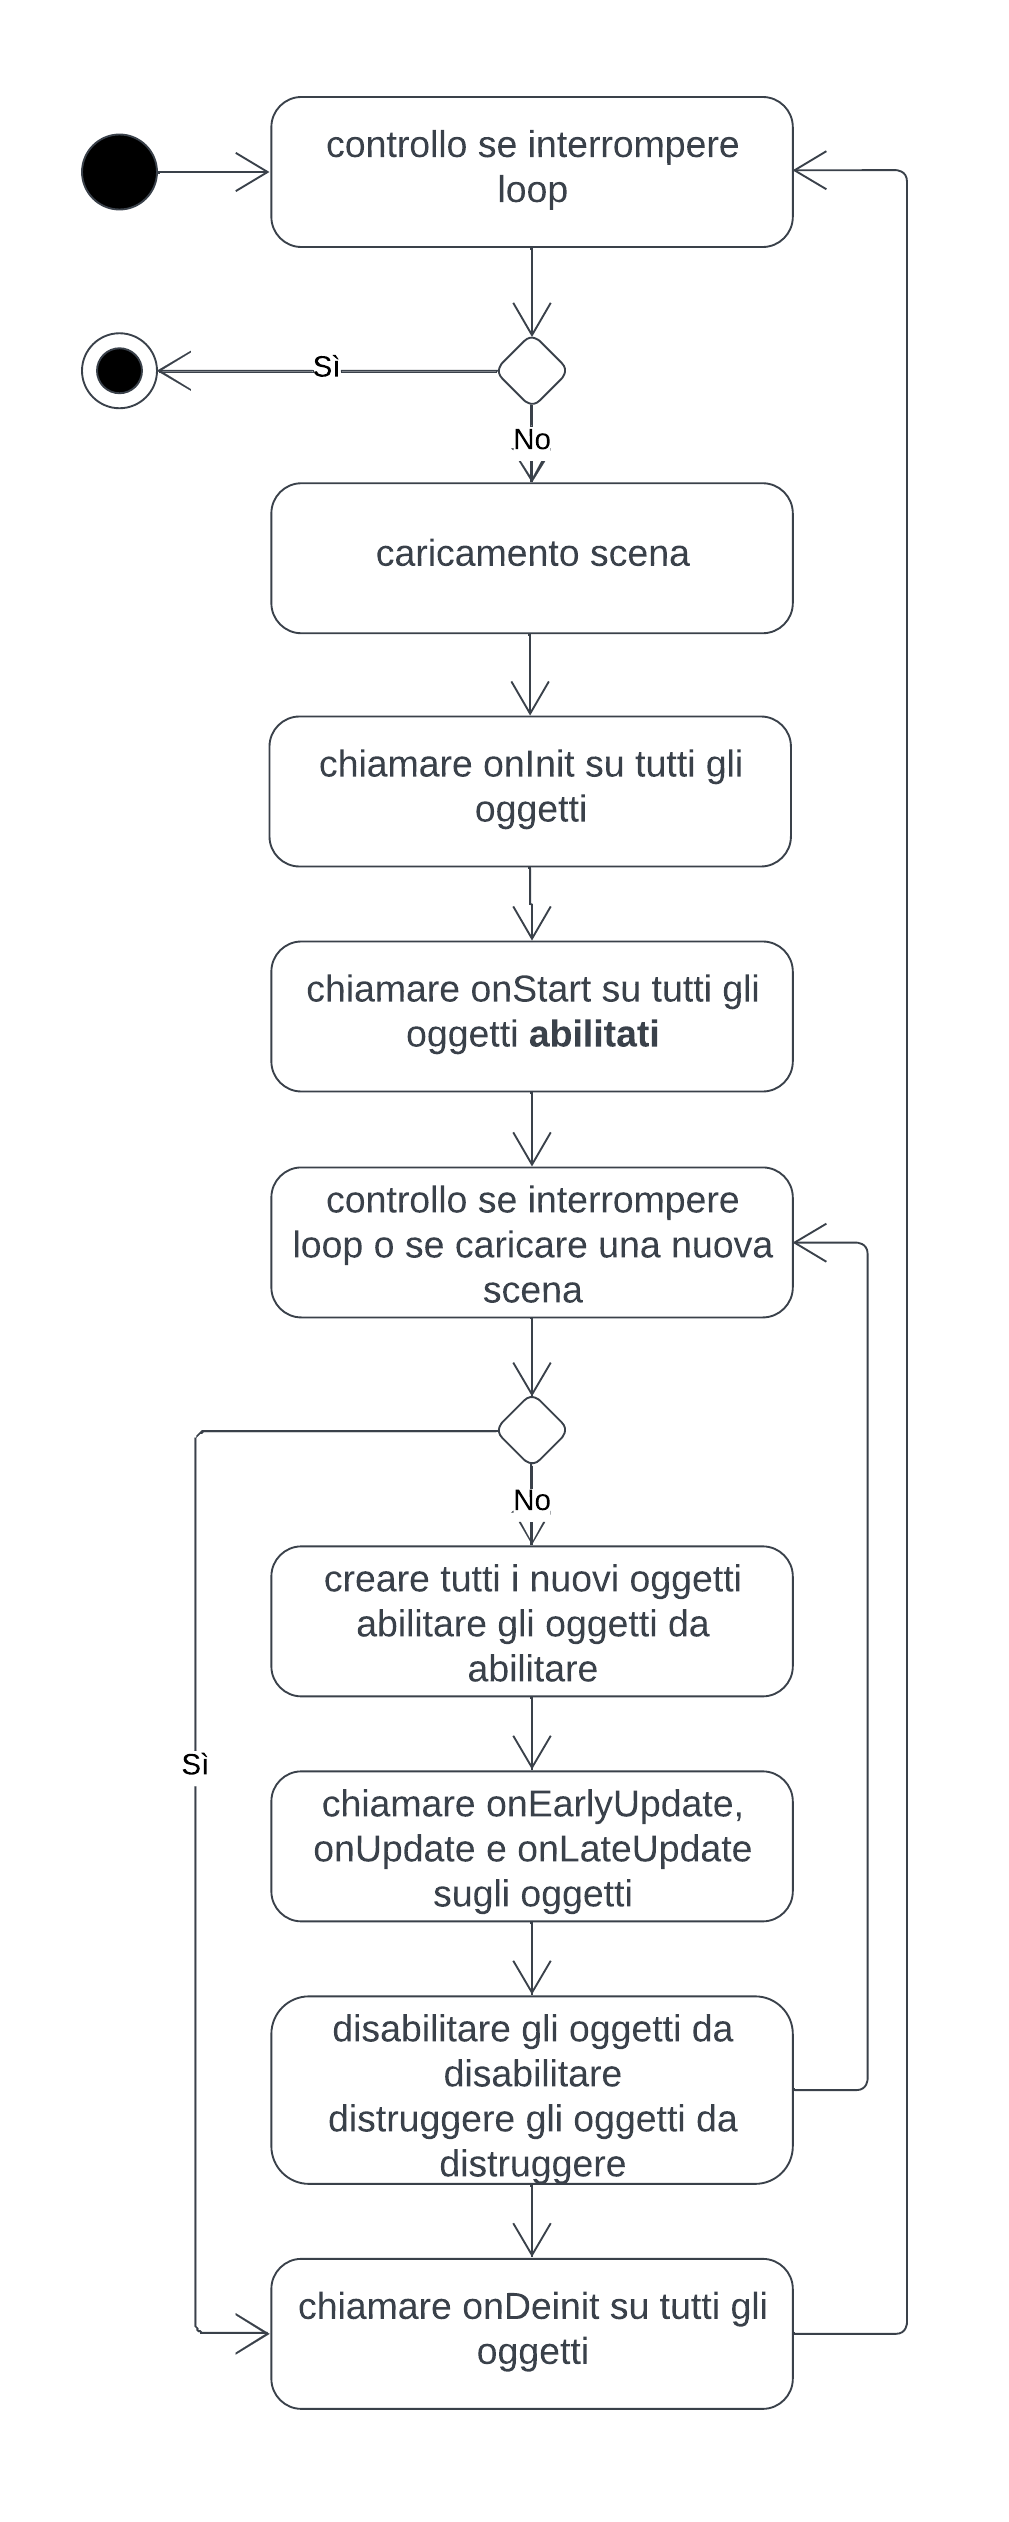 controllo se interrompere
loop
Sì
No
caricamento scena
chiamare onInit su tutti gli
oggetti
chiamare onStart su tutti gli
oggetti abilitati
controllo se interrompere
loop o se caricare una nuova
scena
No
creare tutti i nuovi oggetti
abilitare gli oggetti da
abilitare
Sì
chiamare onEarlyUpdate,
onUpdate e onLateUpdate
sugli oggetti
disabilitare gli oggetti da
disabilitare
distruggere gli oggetti da
distruggere
chiamare onDeinit su tutti gli
oggetti